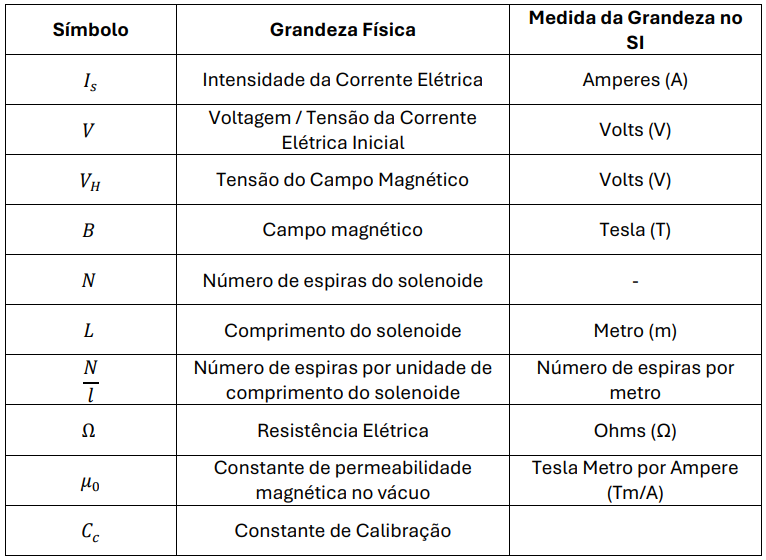 Símbolo Grandeza Física Medida da Grandeza no
SI
I_s Intensidade da Corrente Elétrica Amperes (A)
V Voltagem / Tensão da Corrente
Elétrica Inicial Volts (V)
V_H Tensão do Campo Magnético Volts (V)
B Campo magnético Tesla (T)
N Número de espiras do solenoide -
L Comprimento do solenoide Metro (m)
N/l Número de espiras por unidade de
comprimento do solenoide Número de espiras por
metro
Ω Resistência Elétrica Ohms (Ω)
μ_0 Constante de permeabilidade
magnética no vácuo Tesla Metro por Ampere
(Tm/A)
C_c Constante de Calibração